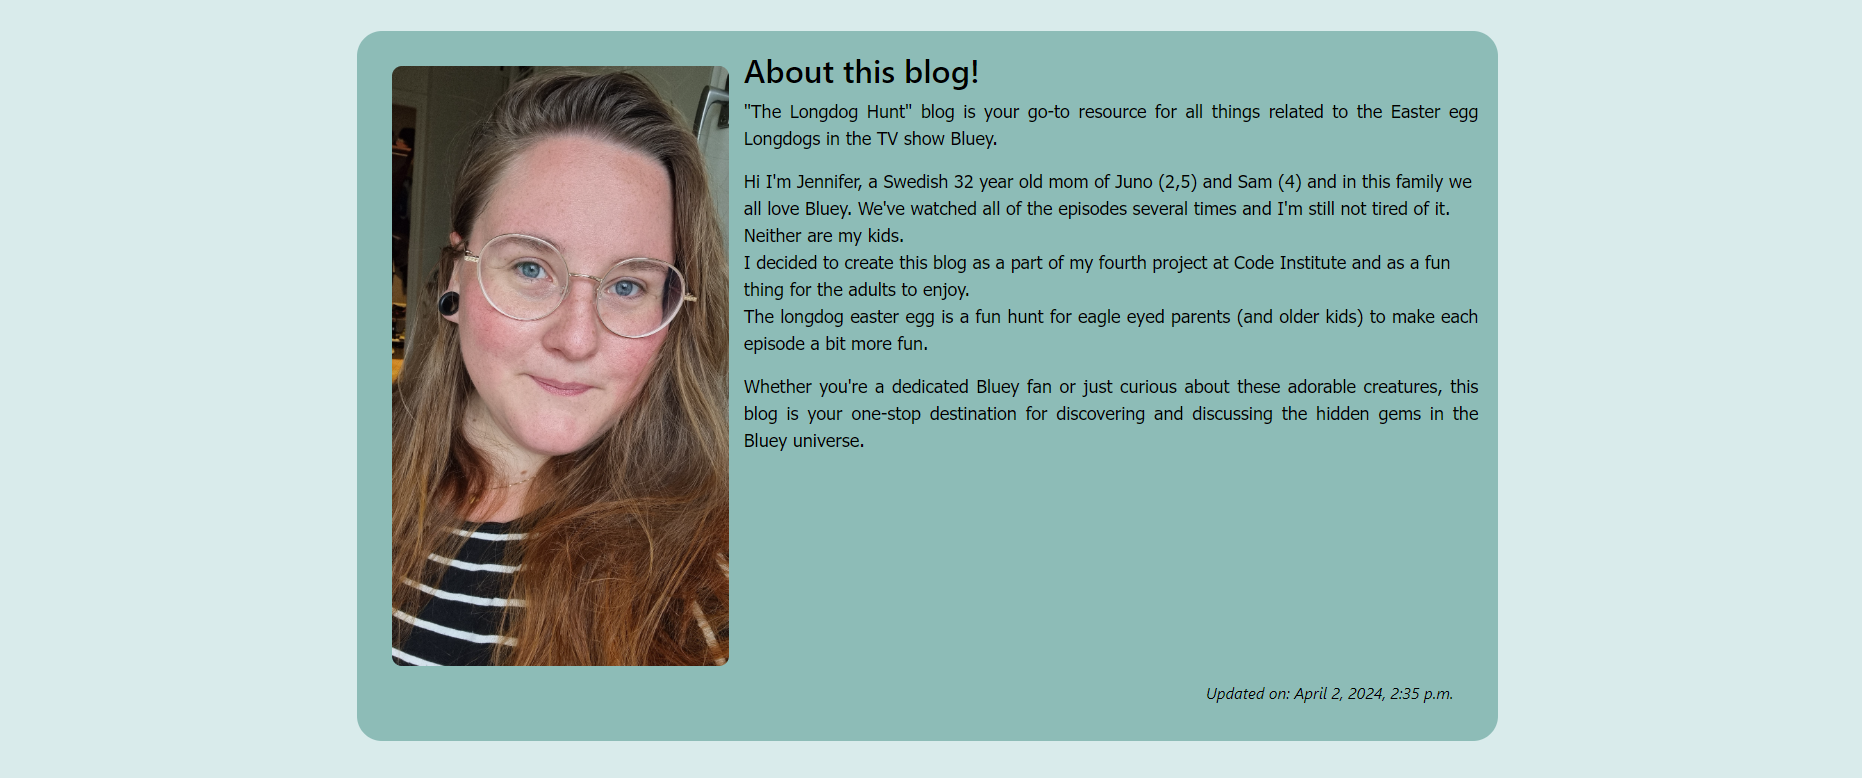 About this blog!
"The Longdog Hunt" blog is your go-to resource for all things related to the Easter egg
Longdogs in the TV show Bluey.
Hi I'm Jennifer, a Swedish 32 year old mom of Juno (2,5) and Sam (4) and in this family we
all love Bluey. We've watched all of the episodes several times and I'm still not tired of it.
Neither are my kids.
I decided to create this blog as a part of my fourth project at Code Institute and as a fun
thing for the adults to enjoy.
The longdog easter egg is a fun hunt for eagle eyed parents (and older kids) to make each
episode a bit more fun.
Whether you're a dedicated Bluey fan or just curious about these adorable creatures, this
blog is your one-stop destination for discovering and discussing the hidden gems in the
Bluey universe.
Updated on: April 2, 2024, 2:35 p.m.